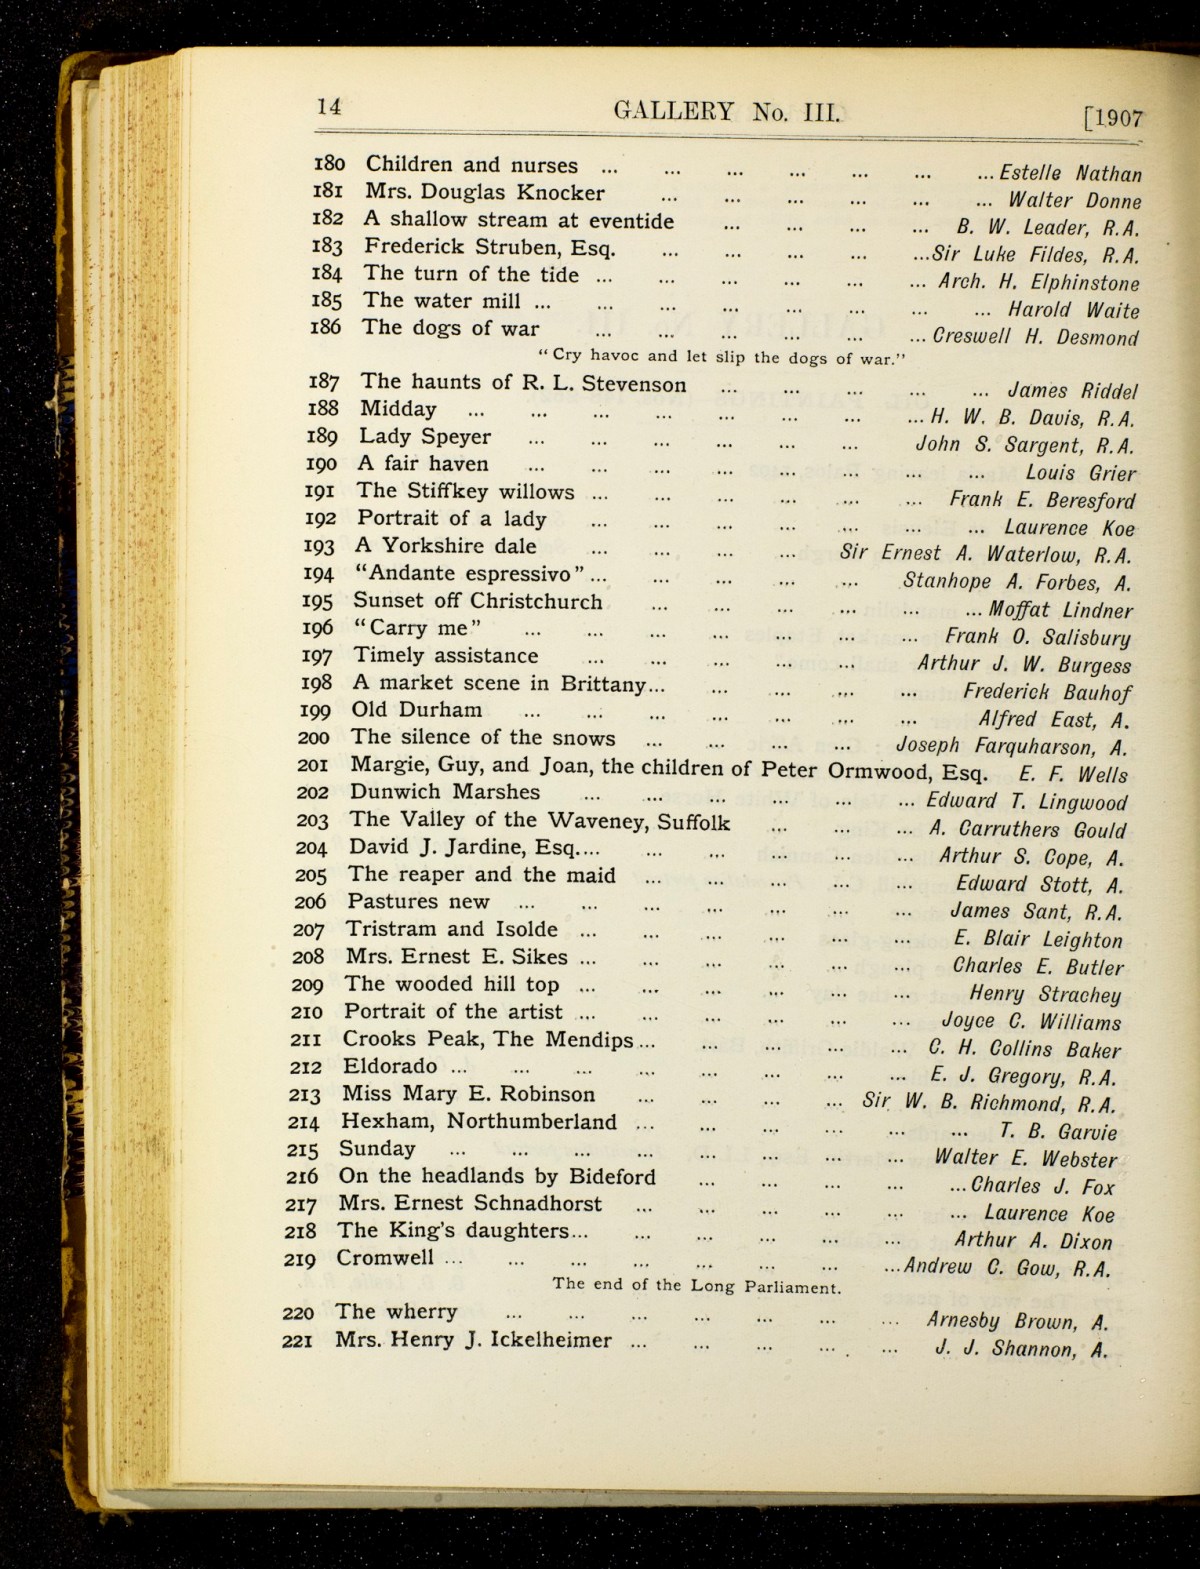 14 GALLERY No. III. [1907
180 Children and nurses ... ... ... ... ... ... ... Estelle Nathan
181 Mrs. Douglas Knocker ... ... ... ... ... ... Walter Donne
182 A shallow stream at eventide ... ... ... ... B. W. Leader, R.A.
183 Frederick Struben, Esq. ... ... ... ... ...Sir Luke Fildes, R.A.
184 The turn of the tide ... ... ... ... ... ... Arch. H. Elphinstone
185 The water mill ... ... ... ... ... ... ... ... Harold Waite
186 The dogs of war ... ... ... ... ... ... Creswell H. Desmond
"Cry havoc and let slip the dogs of war."
187 The haunts of R. L. Stevenson ... ... ... ... ... James Riddel
188 Midday ... ... ... ... ... ... ... ... H. W. B. Davis, R.A.
189 Lady Speyer ... ... ... ... ... ... John S. Sargent, R.A.
190 A fair haven ... ... ... ... ... ... ... ... Louis Grier
191 The Stiffkey willows ... ... ... ... ... ... Frank E. Beresford
192 Portrait of a lady ... ... ... ... ... ... ... Laurence Koe
193 A Yorkshire dale ... ... ... ... Sir Ernest A. Waterlow, R.A.
194 "Andante espressivo" ... ... ... ... ... Stanhope A. Forbes, A.
195 Sunset off Christchurch ... ... ... ... ... ... Moffat Lindner
196 "Carry me" ... ... ... ... ... ... ... Frank O. Salisbury
197 Timely assistance ... ... ... ... ... Arthur J. W. Burgess
198 A market scene in Brittany... ... ... ... ... Frederick Bauhof
199 Old Durham ... ... ... ... ... ... ... Alfred East, A.
200 The silence of the snows ... ... ... ... Joseph Farquharson, A.
201 Margie, Guy, and Joan, the children of Peter Ormwood, Esq. E. F. Wells
202 Dunwich Marshes ... ... ... ... ... ... Edward T. Lingwood
203 The Valley of the Waveney, Suffolk ... ... ... A. Carruthers Gould
204 David J. Jardine, Esq.... ... ... ... ... ... Arthur S. Cope, A.
205 The reaper and the maid ... ... ... ... ... Edward Stott, A.
206 Pastures new ... ... ... ... ... ... ... James Sant, R.A.
207 Tristram and Isolde ... ... ... ... ... ... E. Blair Leighton
208 Mrs. Ernest E. Sikes ... ... ... ... ... ... Charles E. Butler
209 The wooded hill top ... ... ... ... ... ... Henry Strachey
210 Portrait of the artist ... ... ... ... ... ... Joyce C. Williams
211 Crooks Peak, The Mendips... ... ... ... ... C. H. Collins Baker
212 Eldorado ... ... ... ... ... ... ... ... E. J. Gregory, R.A.
213 Miss Mary E. Robinson ... ... ... ... Sir W. B. Richmond, R.A.
214 Hexham, Northumberland ... ... ... ... ... ... T. B. Garvie
215 Sunday ... ... ... ... ... ... ... ... Walter E. Webster
216 On the headlands by Bideford ... ... ... ... ... Charles J. Fox
217 Mrs. Ernest Schnadhorst ... ... ... ... ... ... Laurence Koe
218 The King's daughters... ... ... ... ... ... Arthur A. Dixon
219 Cromwell ... ... ... ... ... ... ... ...Andrew C. Gow, R.A.
The end of the Long Parliament.
220 The wherry ... ... ... ... ... ... ... Arnesby Brown, A.
221 Mrs. Henry J. Ickelheimer ... ... ... ... ... J. J. Shannon, A.